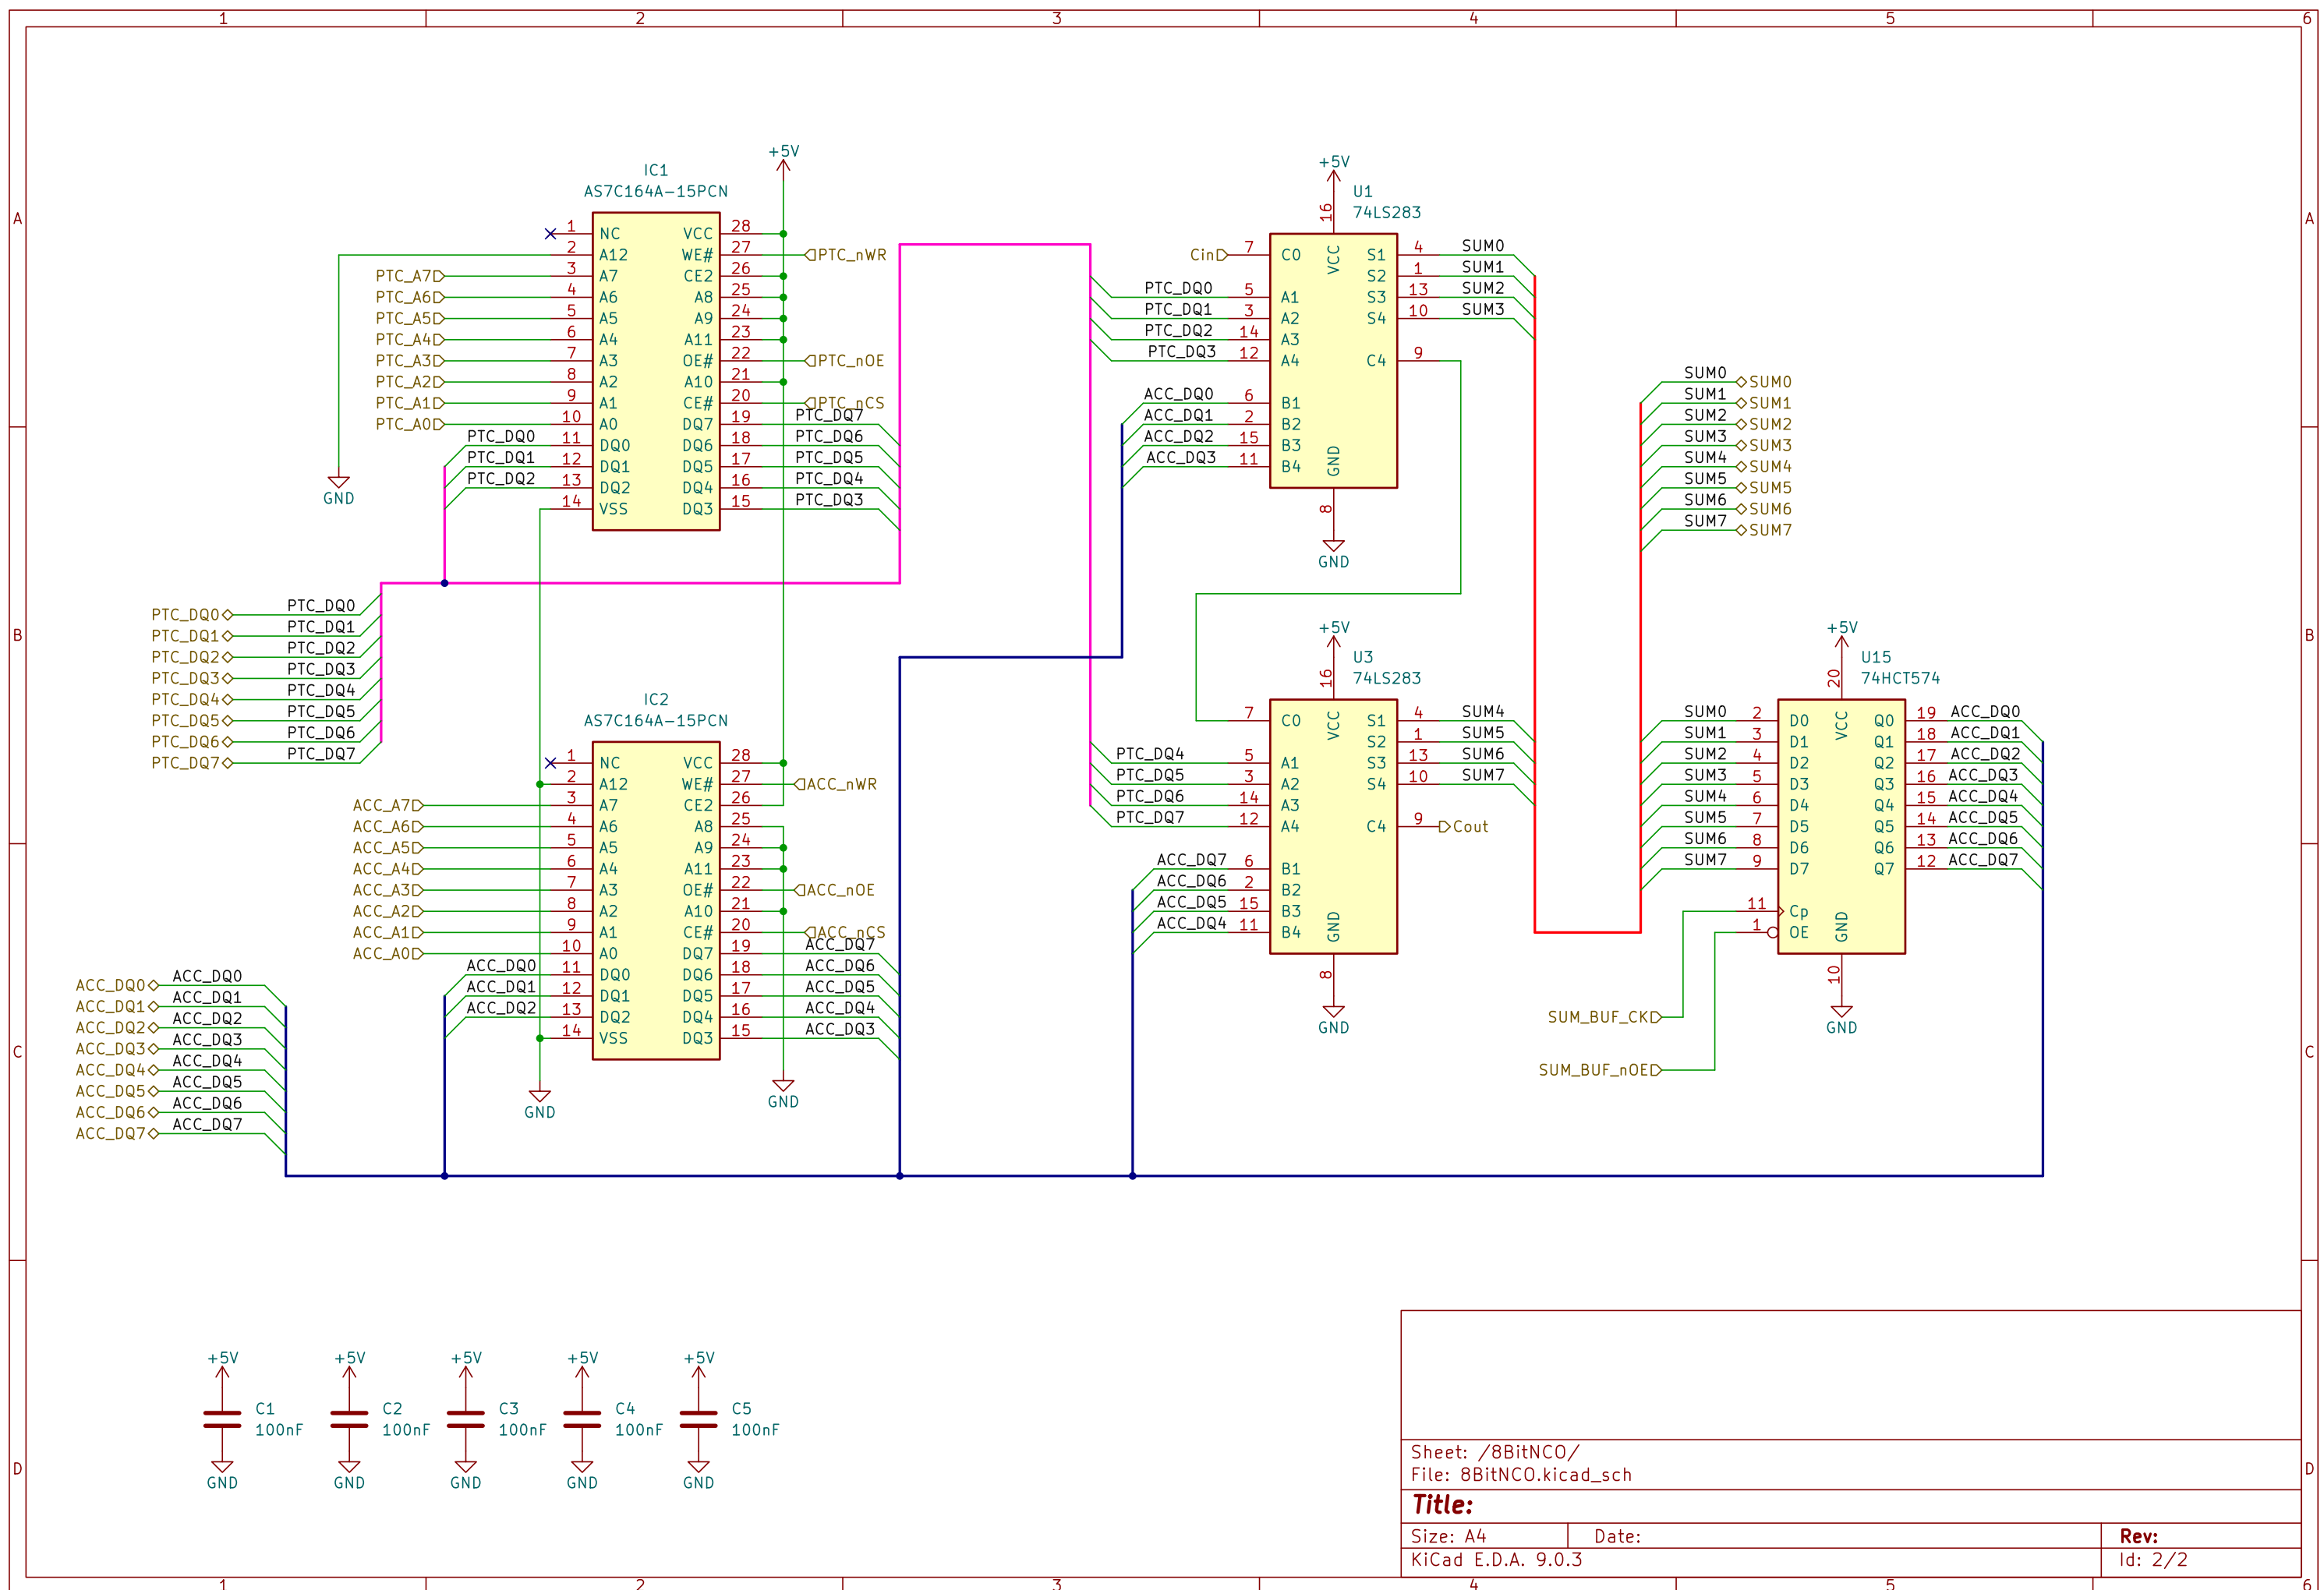 1 2 3 4 5 6
A A
B B
C C
D D
1 2 3 4 5 6
IC1
AS7C164A-15PCN
+5V
1 NC VCC 28
2 A12 WE# 27 PTC_nWR
PTC_A7 3 A7 CE2 26
PTC_A6 4 A6 A8 25
PTC_A5 5 A5 A9 24
PTC_A4 6 A4 A11 23
PTC_A3 7 A3 OE# 22 PTC_nOE
PTC_A2 8 A2 A10 21
PTC_A1 9 A1 CE# 20 PTC_nCS
PTC_A0 10 A0 DQ7 19 PTC_DQ7
PTC_DQ0 11 DQ0 DQ6 18 PTC_DQ6
PTC_DQ1 12 DQ1 DQ5 17 PTC_DQ5
PTC_DQ2 13 DQ2 DQ4 16 PTC_DQ4
14 VSS DQ3 15 PTC_DQ3
GND
PTC_DQ0 PTC_DQ0
PTC_DQ1 PTC_DQ1
PTC_DQ2 PTC_DQ2
PTC_DQ3 PTC_DQ3
PTC_DQ4 PTC_DQ4
PTC_DQ5 PTC_DQ5
PTC_DQ6 PTC_DQ6
PTC_DQ7 PTC_DQ7
IC2
AS7C164A-15PCN
1 NC VCC 28
2 A12 WE# 27 ACC_nWR
ACC_A7 3 A7 CE2 26
ACC_A6 4 A6 A8 25
ACC_A5 5 A5 A9 24
ACC_A4 6 A4 A11 23
ACC_A3 7 A3 OE# 22 ACC_nOE
ACC_A2 8 A2 A10 21
ACC_A1 9 A1 CE# 20 ACC_nCS
ACC_A0 10 A0 DQ7 19 ACC_DQ7
ACC_DQ0 11 DQ0 DQ6 18 ACC_DQ6
ACC_DQ1 12 DQ1 DQ5 17 ACC_DQ5
ACC_DQ2 13 DQ2 DQ4 16 ACC_DQ4
14 VSS DQ3 15 ACC_DQ3
GND
GND
ACC_DQ0 ACC_DQ0
ACC_DQ1 ACC_DQ1
ACC_DQ2 ACC_DQ2
ACC_DQ3 ACC_DQ3
ACC_DQ4 ACC_DQ4
ACC_DQ5 ACC_DQ5
ACC_DQ6 ACC_DQ6
ACC_DQ7 ACC_DQ7
+5V
U1
74LS283
16
VCC
Cin 7 C0 S1 4 SUM0
S2 1 SUM1
PTC_DQ0 5 A1 S3 13 SUM2
PTC_DQ1 3 A2 S4 10 SUM3
PTC_DQ2 14 A3
PTC_DQ3 12 A4 C4 9
ACC_DQ0 6 B1
ACC_DQ1 2 B2
ACC_DQ2 15 B3
ACC_DQ3 11 B4
GND
8
GND
+5V
U3
74LS283
16
VCC
7 C0 S1 4 SUM4
S2 1 SUM5
PTC_DQ4 5 A1 S3 13 SUM6
PTC_DQ5 3 A2 S4 10 SUM7
PTC_DQ6 14 A3
PTC_DQ7 12 A4 C4 9 Cout
ACC_DQ7 6 B1
ACC_DQ6 2 B2
ACC_DQ5 15 B3
ACC_DQ4 11 B4
GND
8
GND
SUM0 SUM0
SUM1 SUM1
SUM2 SUM2
SUM3 SUM3
SUM4 SUM4
SUM5 SUM5
SUM6 SUM6
SUM7 SUM7
+5V
U15
74HCT574
20
VCC
SUM0 2 D0 Q0 19 ACC_DQ0
SUM1 3 D1 Q1 18 ACC_DQ1
SUM2 4 D2 Q2 17 ACC_DQ2
SUM3 5 D3 Q3 16 ACC_DQ3
SUM4 6 D4 Q4 15 ACC_DQ4
SUM5 7 D5 Q5 14 ACC_DQ5
SUM6 8 D6 Q6 13 ACC_DQ6
SUM7 9 D7 Q7 12 ACC_DQ7
11 Cp
1 OE
GND
10
GND
SUM_BUF_CK
SUM_BUF_nOE
+5V +5V +5V +5V +5V
C1 C2 C3 C4 C5
100nF 100nF 100nF 100nF 100nF
GND GND GND GND GND
Sheet: /8BitNCO/
File: 8BitNCO.kicad_sch
Title:
Size: A4 Date: Rev:
KiCad E.D.A. 9.0.3 Id: 2/2